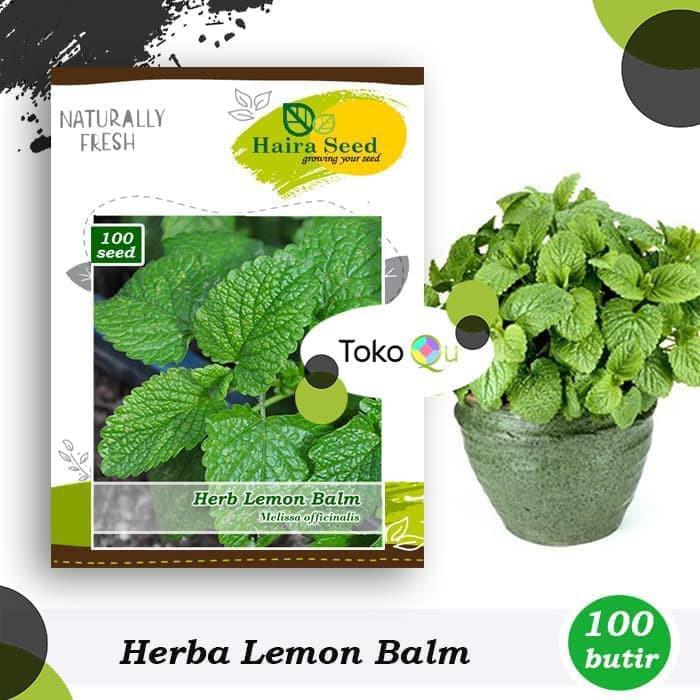 NATURALLY
FRESH
Haira Seed
growing your seed
100
seed
Toko Qu
Herb Lemon Balm
Melissa officinalis
Herba Lemon Balm
100
butir